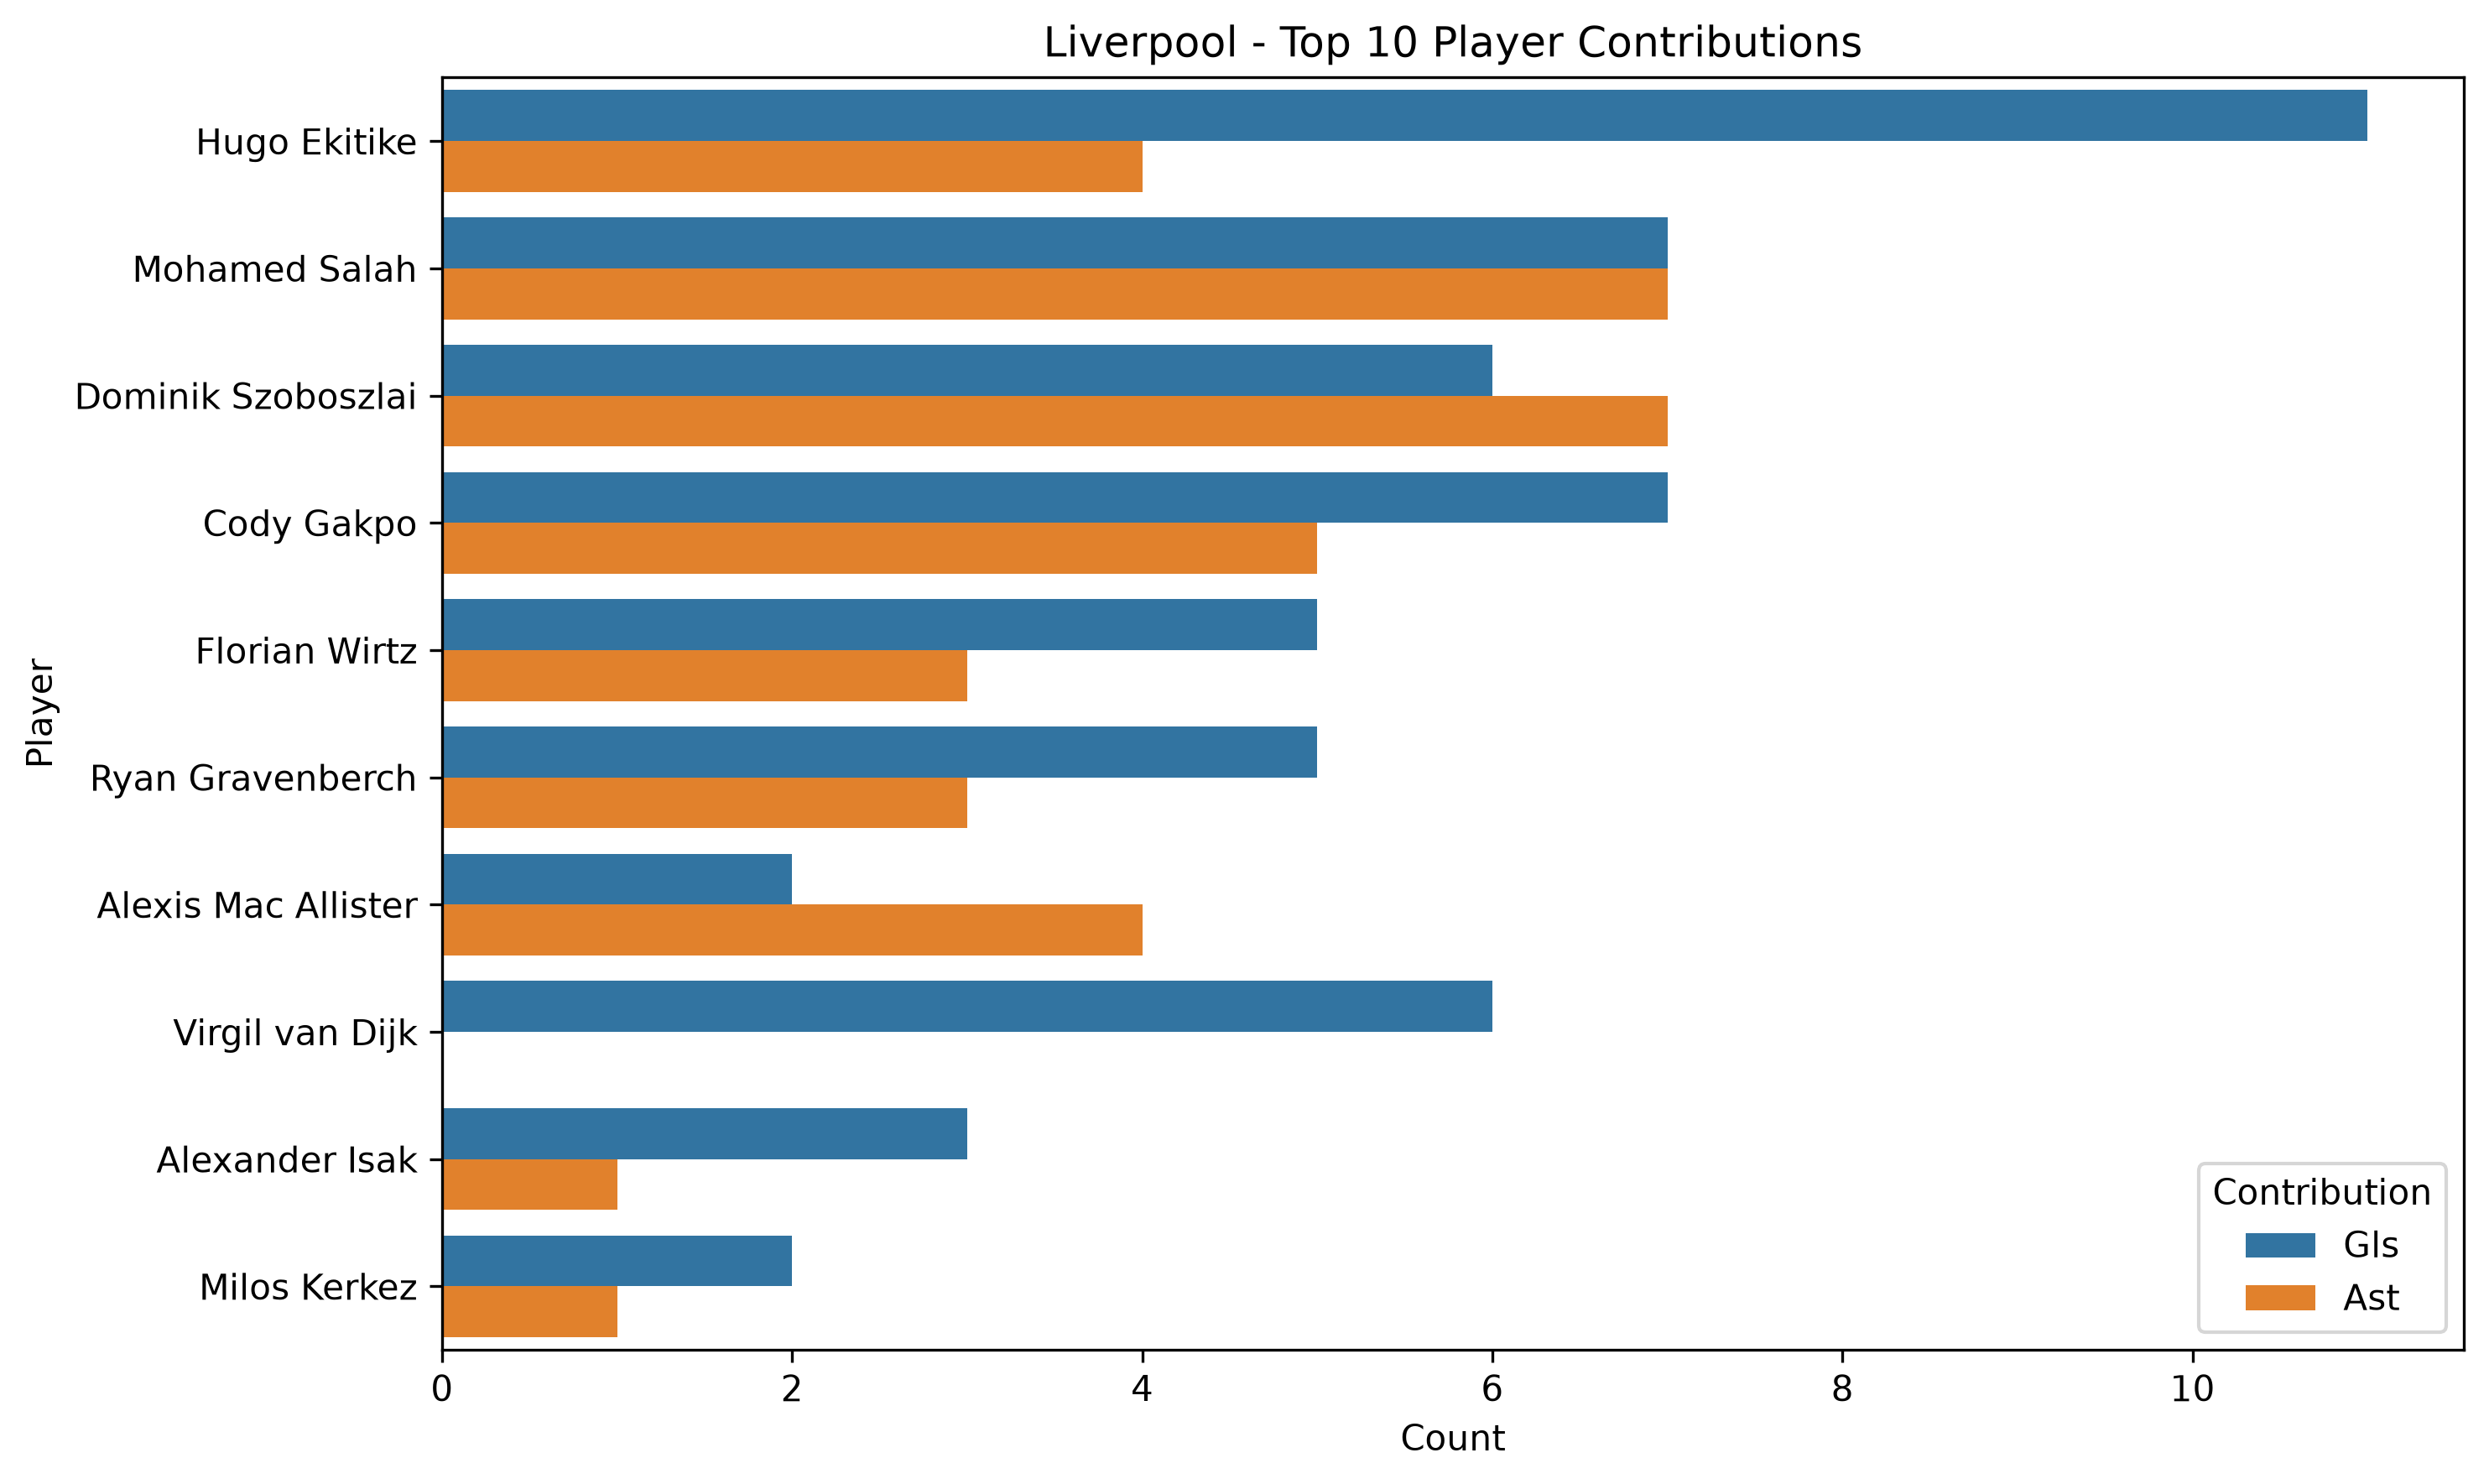 Liverpool - Top 10 Player Contributions
Hugo Ekitike
Mohamed Salah
Dominik Szoboszlai
Cody Gakpo
Florian Wirtz
Ryan Gravenberch
Alexis Mac Allister
Virgil van Dijk
Alexander Isak
Milos Kerkez
Player
Contribution
Gls
Ast
0 2 4 6 8 10
Count